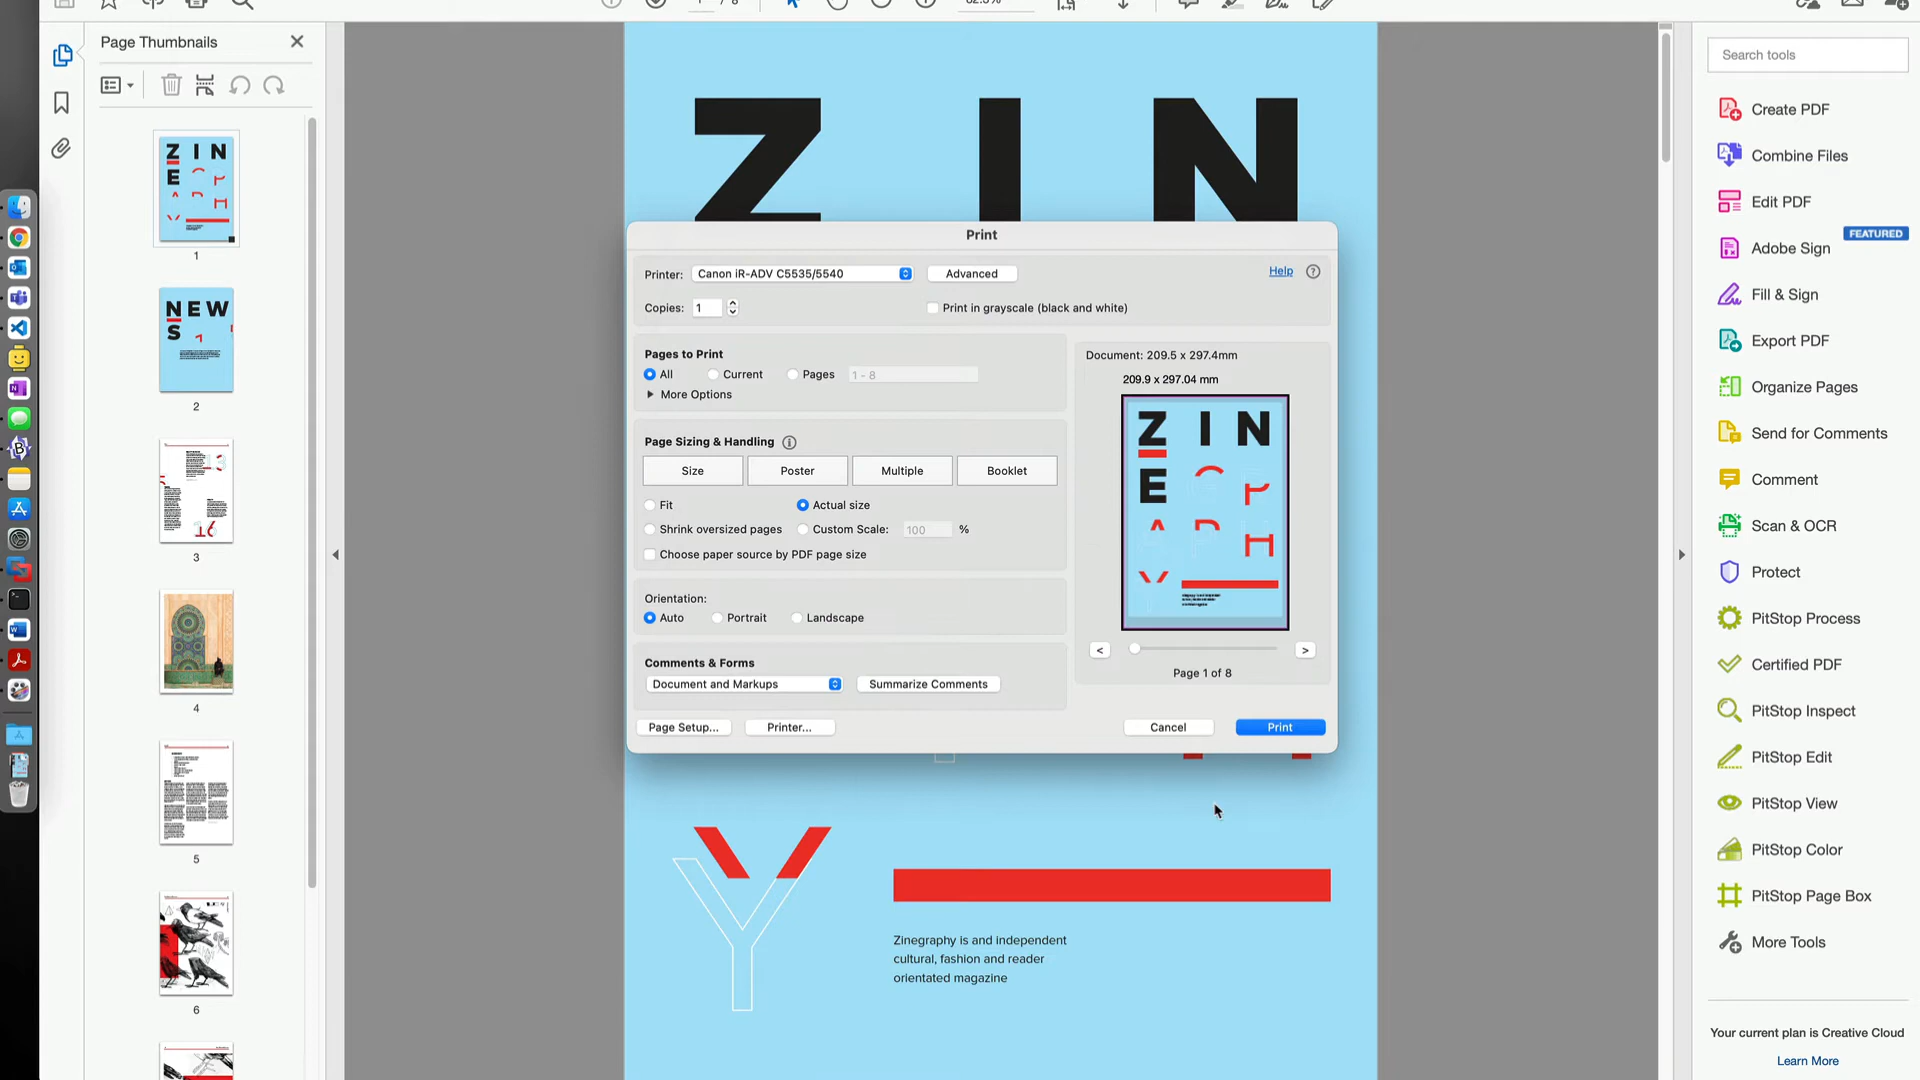 Page Thumbnails
1
2
3
4
5
6
Z I N
E
NEW
S
Z I N
Print
Printer: Canon iR-ADV C5535/5540 Advanced Help ?
Copies: 1 Print in grayscale (black and white)
Pages to Print
All Current Pages 1 - 8
More Options
Page Sizing & Handling
Size Poster Multiple Booklet
Fit Actual size
Shrink oversized pages Custom Scale: 100 %
Choose paper source by PDF page size
Orientation:
Auto Portrait Landscape
Comments & Forms
Document and Markups Summarize Comments
Page Setup... Printer...
Document: 209.5 x 297.4mm
209.9 x 297.04 mm
Z I N
E
< >
Page 1 of 8
Cancel Print
Y
Zinegraphy is and independent
cultural, fashion and reader
orientated magazine
Search tools
Create PDF
Combine Files
Edit PDF
FEATURED
Adobe Sign
Fill & Sign
Export PDF
Organize Pages
Send for Comments
Comment
Scan & OCR
Protect
PitStop Process
Certified PDF
PitStop Inspect
PitStop Edit
PitStop View
PitStop Color
PitStop Page Box
More Tools
Your current plan is Creative Cloud
Learn More